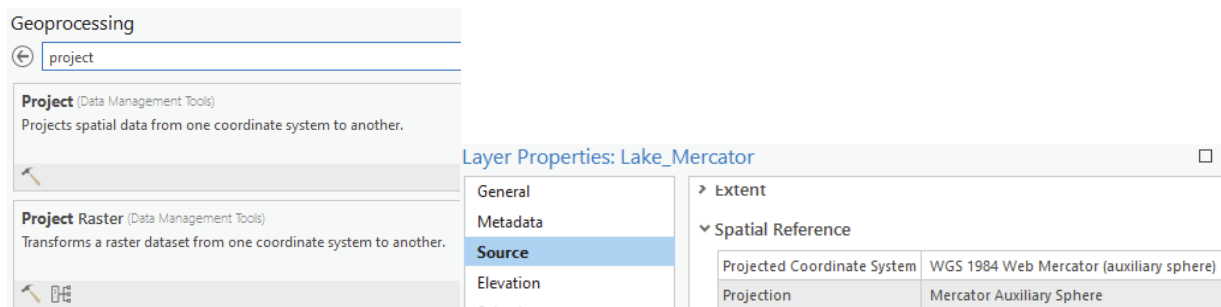 Geoprocessing
project
Project (Data Management Tools)
Projects spatial data from one coordinate system to another.
Project Raster (Data Management Tools)
Transforms a raster dataset from one coordinate system to another.
Layer Properties: Lake_Mercator
General
Metadata
Source
Elevation
Extent
Spatial Reference
Projected Coordinate System WGS 1984 Web Mercator (auxiliary sphere)
Projection Mercator Auxiliary Sphere